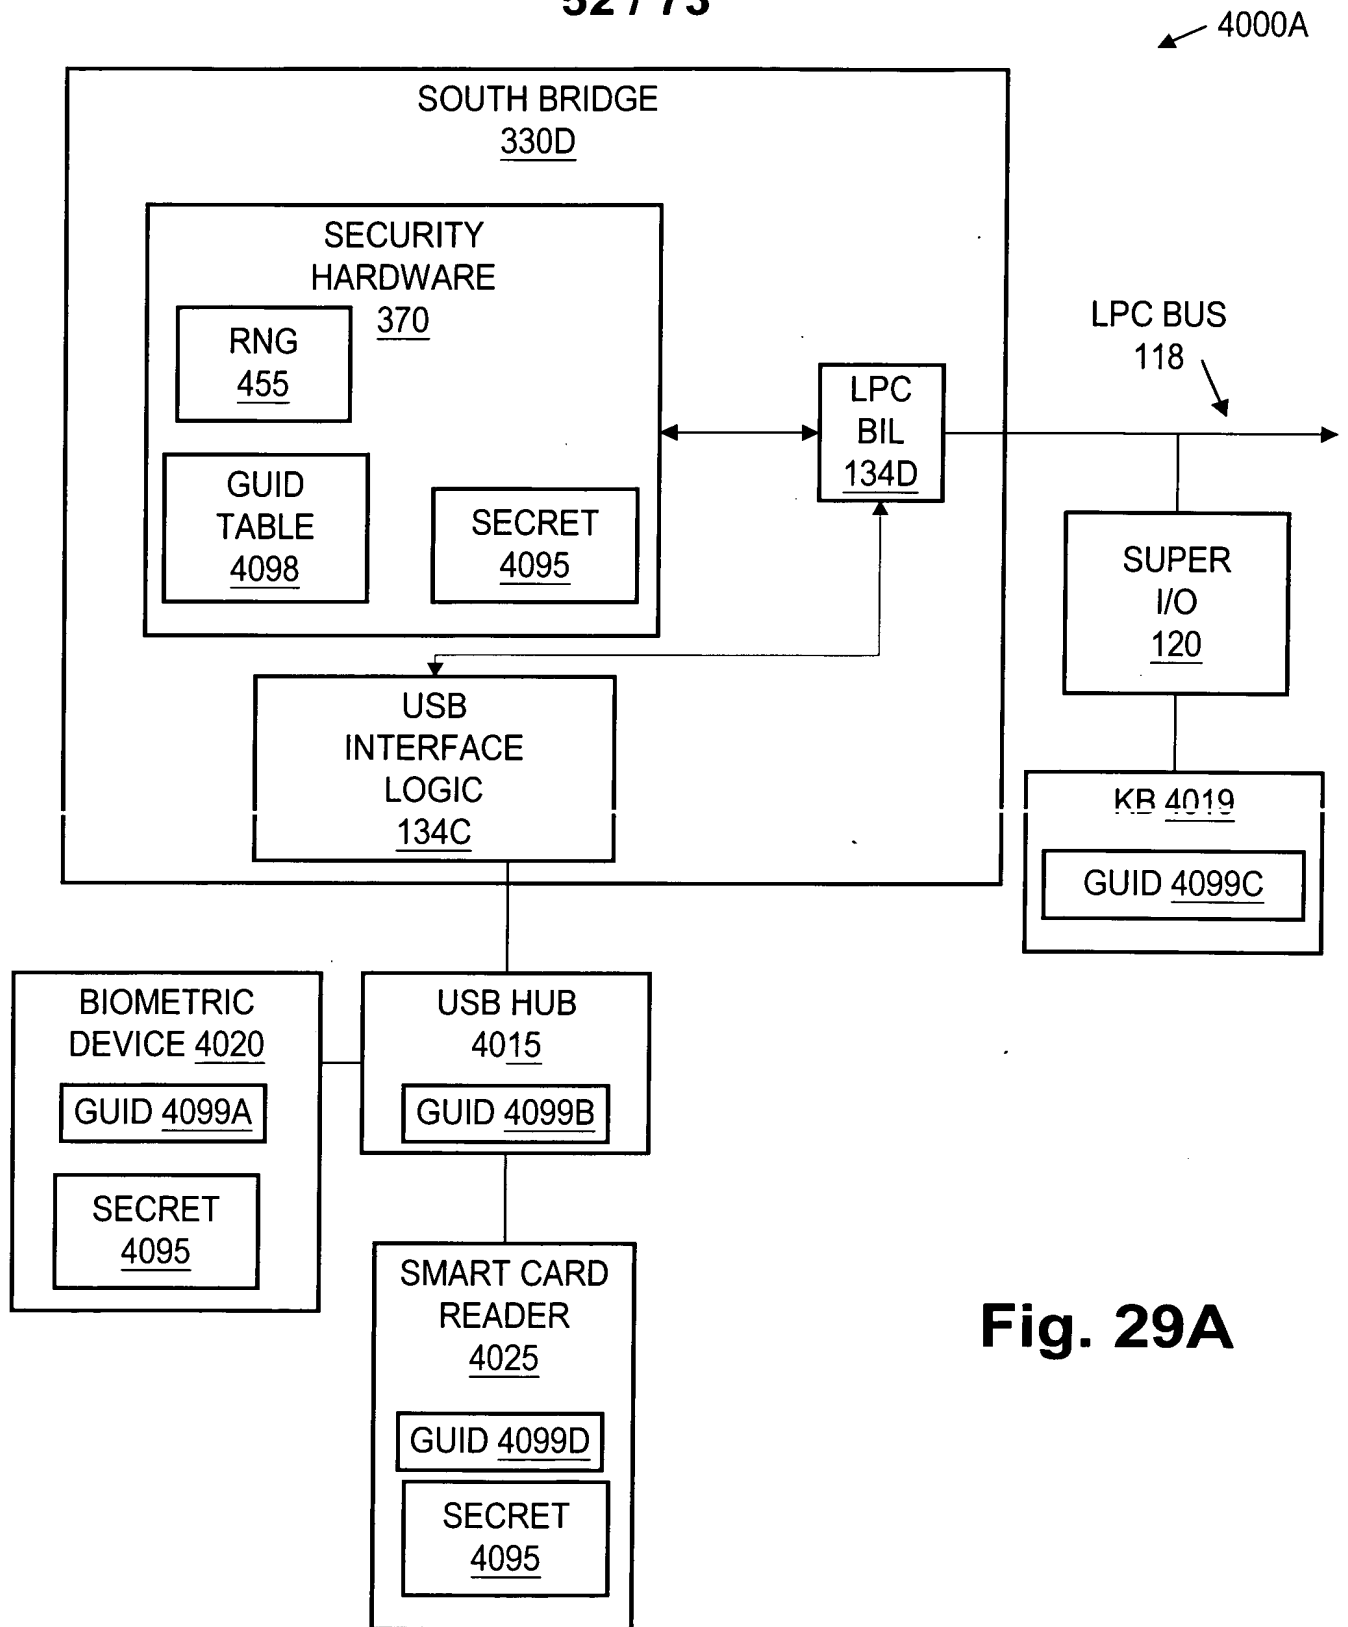 52 / 73
4000A
SOUTH BRIDGE
330D
SECURITY
HARDWARE
370
RNG
455
GUID
TABLE
4098
SECRET
4095
LPC
BIL
134D
LPC BUS
118
SUPER
I/O
120
USB
INTERFACE
LOGIC
134C
KB 4019
GUID 4099C
BIOMETRIC
DEVICE 4020
GUID 4099A
SECRET
4095
USB HUB
4015
GUID 4099B
SMART CARD
READER
4025
GUID 4099D
SECRET
4095
Fig. 29A